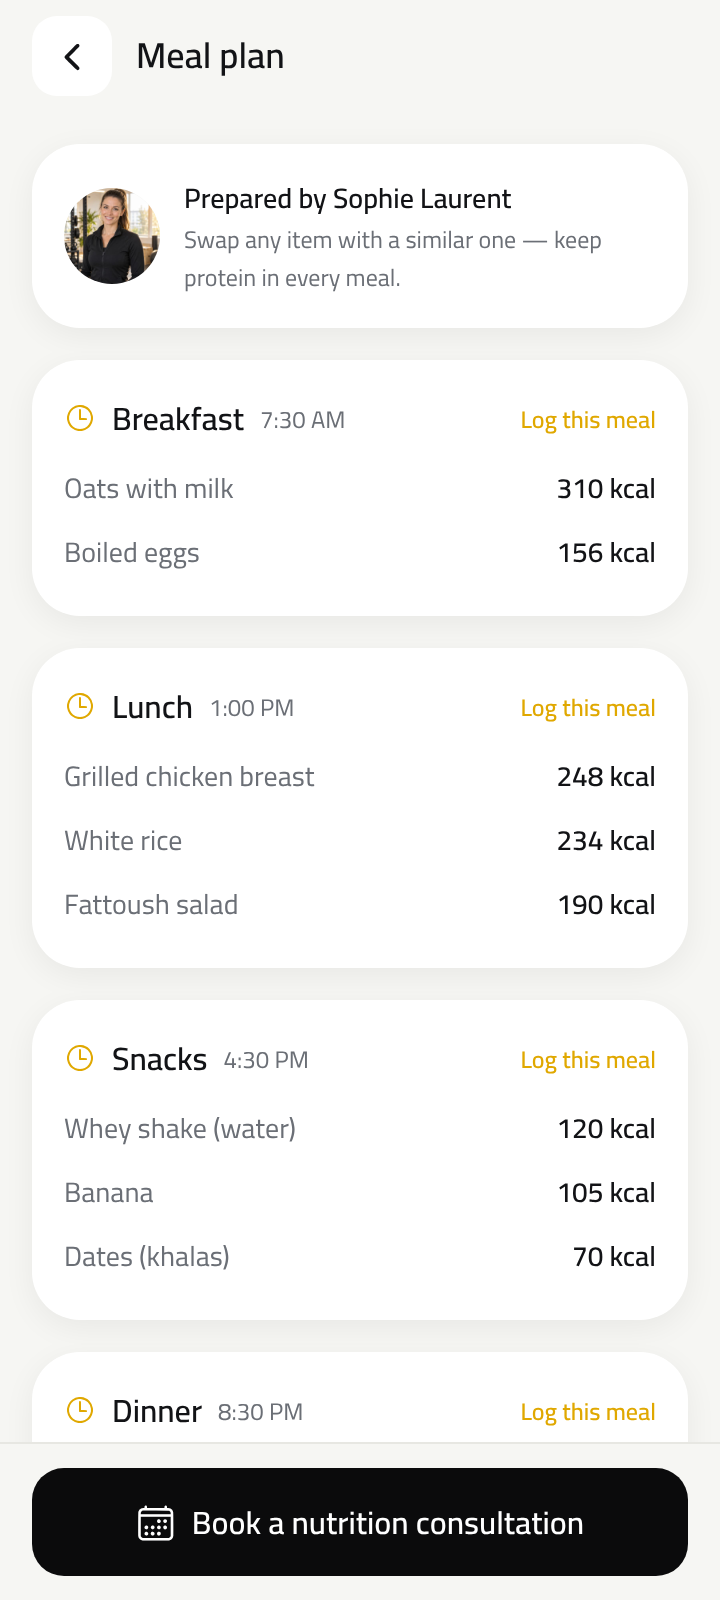 Meal plan
Prepared by Sophie Laurent
Swap any item with a similar one — keep
protein in every meal.
Breakfast 7:30 AM Log this meal
Oats with milk 310 kcal
Boiled eggs 156 kcal
Lunch 1:00 PM Log this meal
Grilled chicken breast 248 kcal
White rice 234 kcal
Fattoush salad 190 kcal
Snacks 4:30 PM Log this meal
Whey shake (water) 120 kcal
Banana 105 kcal
Dates (khalas) 70 kcal
Dinner 8:30 PM Log this meal
Book a nutrition consultation